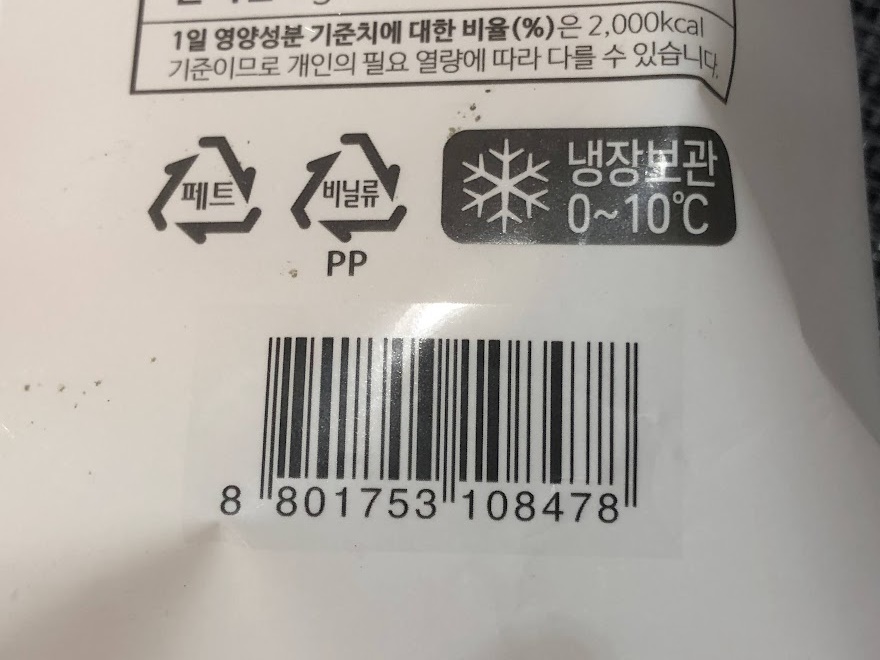 1일 영양성분 기준치에 대한 비율(%)은 2,000kcal
기준이므로 개인의 필요 열량에 따라 다를 수 있습니다.
페트
비닐류
PP
냉장보관
0~10℃
8 801753 108478